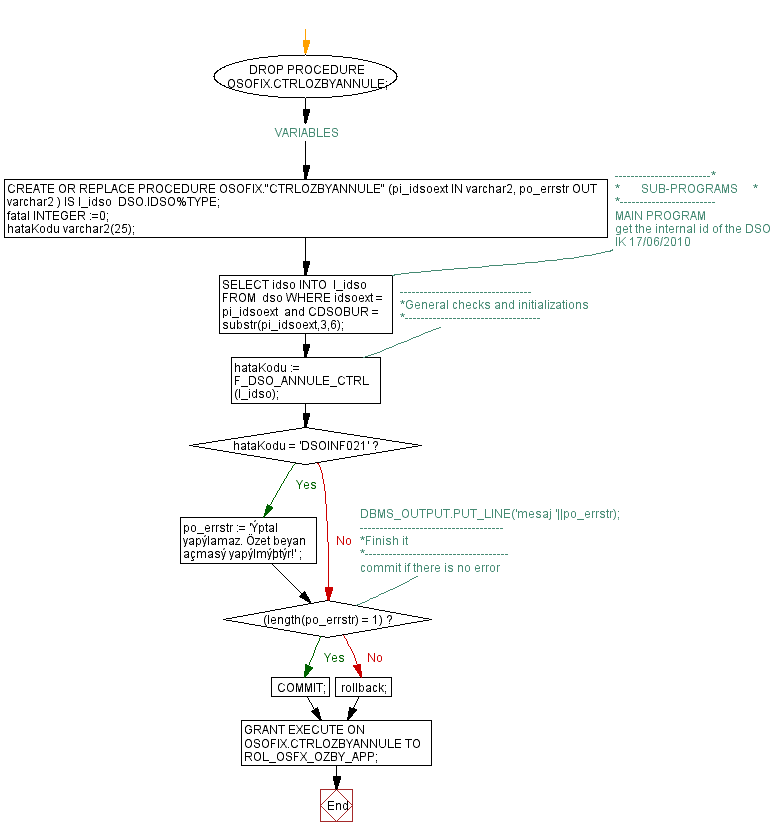 DROP PROCEDURE
OSOFIX.CTRLOZBYANNULE;
VARIABLES
CREATE OR REPLACE PROCEDURE OSOFIX."CTRLOZBYANNULE" (pi_idsoext IN varchar2, po_errstr OUT
varchar2 ) IS l_idso  DSO.IDSO%TYPE;
fatal INTEGER :=0;
hataKodu varchar2(25);
------------------------*
*      SUB-PROGRAMS    *
*------------------------
MAIN PROGRAM
get the internal id of the DSO
IK 17/06/2010
SELECT idso INTO  l_idso
FROM  dso WHERE idsoext =
pi_idsoext  and CDSOBUR =
substr(pi_idsoext,3,6);
---------------------------------
*General checks and initializations
*----------------------------------
hataKodu :=
F_DSO_ANNULE_CTRL
(l_idso);
hataKodu = 'DSOINF021' ?
Yes
po_errstr := 'Ýptal
yapýlamaz. Özet beyan
açmasý yapýlmýþtýr!' ;
No
DBMS_OUTPUT.PUT_LINE('mesaj '||po_errstr);
------------------------------------
*Finish it
*------------------------------------
commit if there is no error
(length(po_errstr) = 1) ?
Yes
No
COMMIT;
rollback;
GRANT EXECUTE ON
OSOFIX.CTRLOZBYANNULE TO
ROL_OSFX_OZBY_APP;
End